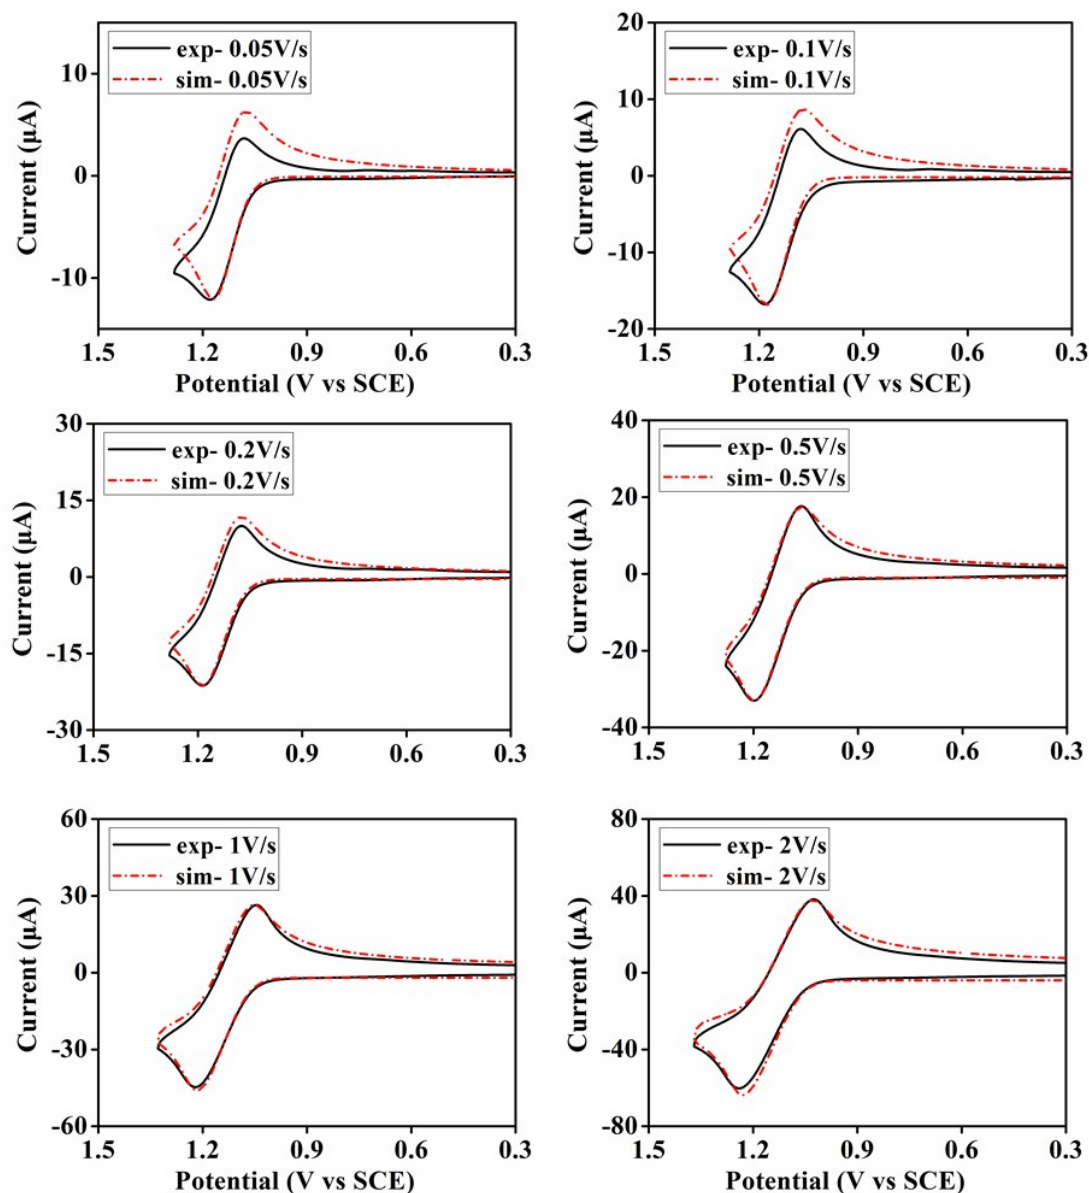 exp- 0.05V/s
sim- 0.05V/s
10
0
-10
Current (µA)
1.5 1.2 0.9 0.6 0.3
Potential (V vs SCE)
exp- 0.1V/s
sim- 0.1V/s
20
10
0
-10
-20
Current (µA)
1.5 1.2 0.9 0.6 0.3
Potential (V vs SCE)
exp- 0.2V/s
sim- 0.2V/s
30
15
0
-15
-30
Current (µA)
1.5 1.2 0.9 0.6 0.3
exp- 0.5V/s
sim- 0.5V/s
40
20
0
-20
-40
Current (µA)
1.5 1.2 0.9 0.6 0.3
exp- 1V/s
sim- 1V/s
60
30
0
-30
-60
Current (µA)
1.5 1.2 0.9 0.6 0.3
Potential (V vs SCE)
exp- 2V/s
sim- 2V/s
80
40
0
-40
-80
Current (µA)
1.5 1.2 0.9 0.6 0.3
Potential (V vs SCE)